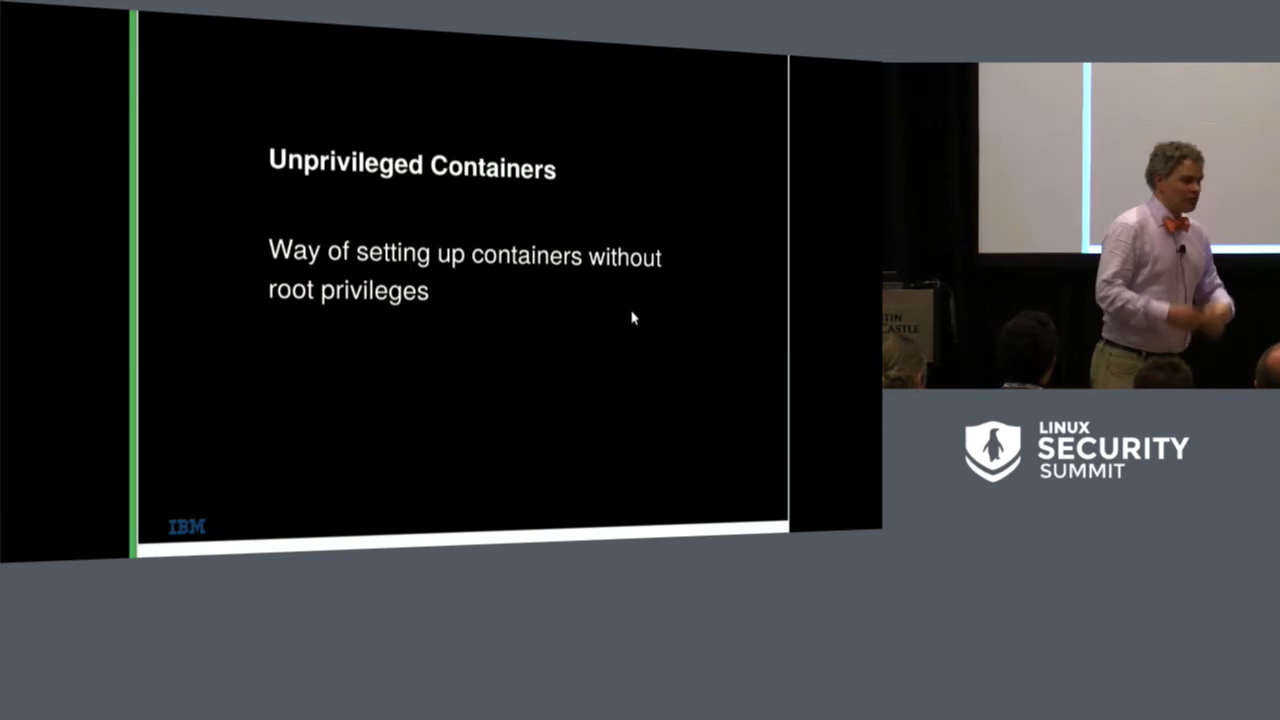 Unprivileged Containers
Way of setting up containers without
root privileges
IBM
LINUX
SECURITY
SUMMIT